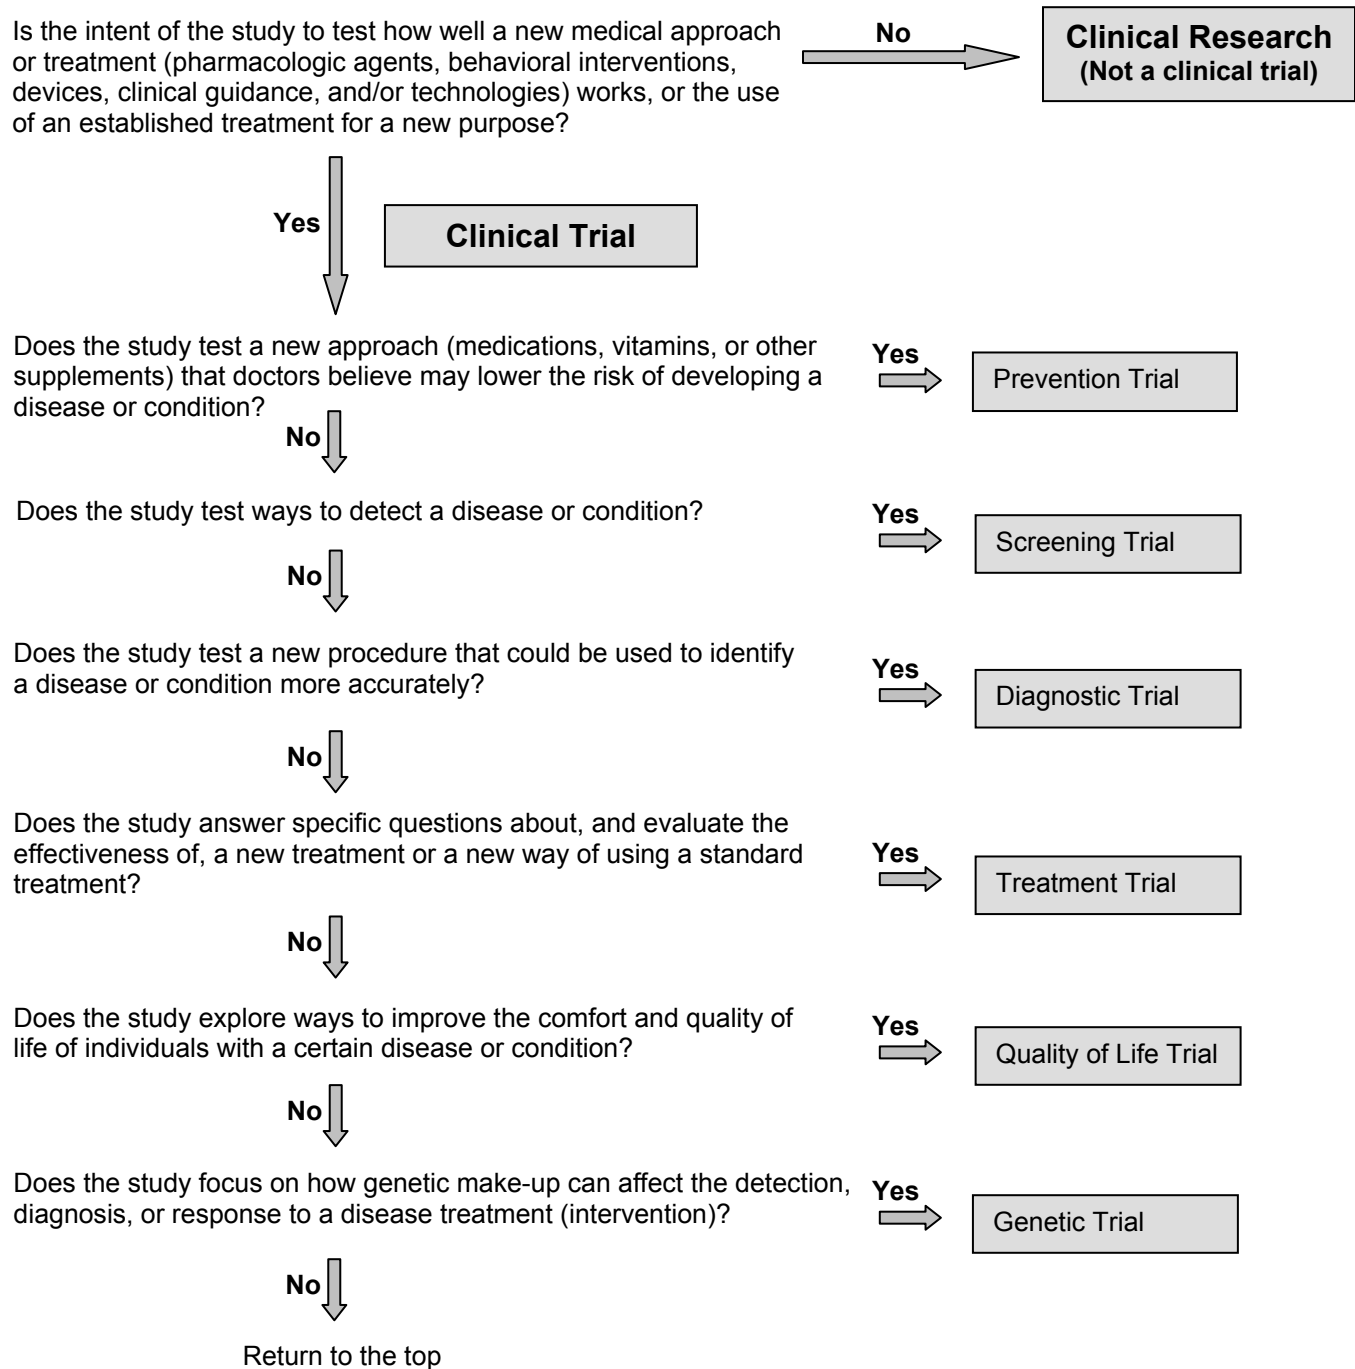 Is the intent of the study to test how well a new medical approach
or treatment (pharmacologic agents, behavioral interventions,
devices, clinical guidance, and/or technologies) works, or the use
of an established treatment for a new purpose?
No
Clinical Research
(Not a clinical trial)
Yes
Clinical Trial
Does the study test a new approach (medications, vitamins, or other
supplements) that doctors believe may lower the risk of developing a
disease or condition?
Yes
Prevention Trial
No
Does the study test ways to detect a disease or condition?
Yes
Screening Trial
No
Does the study test a new procedure that could be used to identify
a disease or condition more accurately?
Yes
Diagnostic Trial
No
Does the study answer specific questions about, and evaluate the
effectiveness of, a new treatment or a new way of using a standard
treatment?
Yes
Treatment Trial
No
Does the study explore ways to improve the comfort and quality of
life of individuals with a certain disease or condition?
Yes
Quality of Life Trial
No
Does the study focus on how genetic make-up can affect the detection,
diagnosis, or response to a disease treatment (intervention)?
Yes
Genetic Trial
No
Return to the top